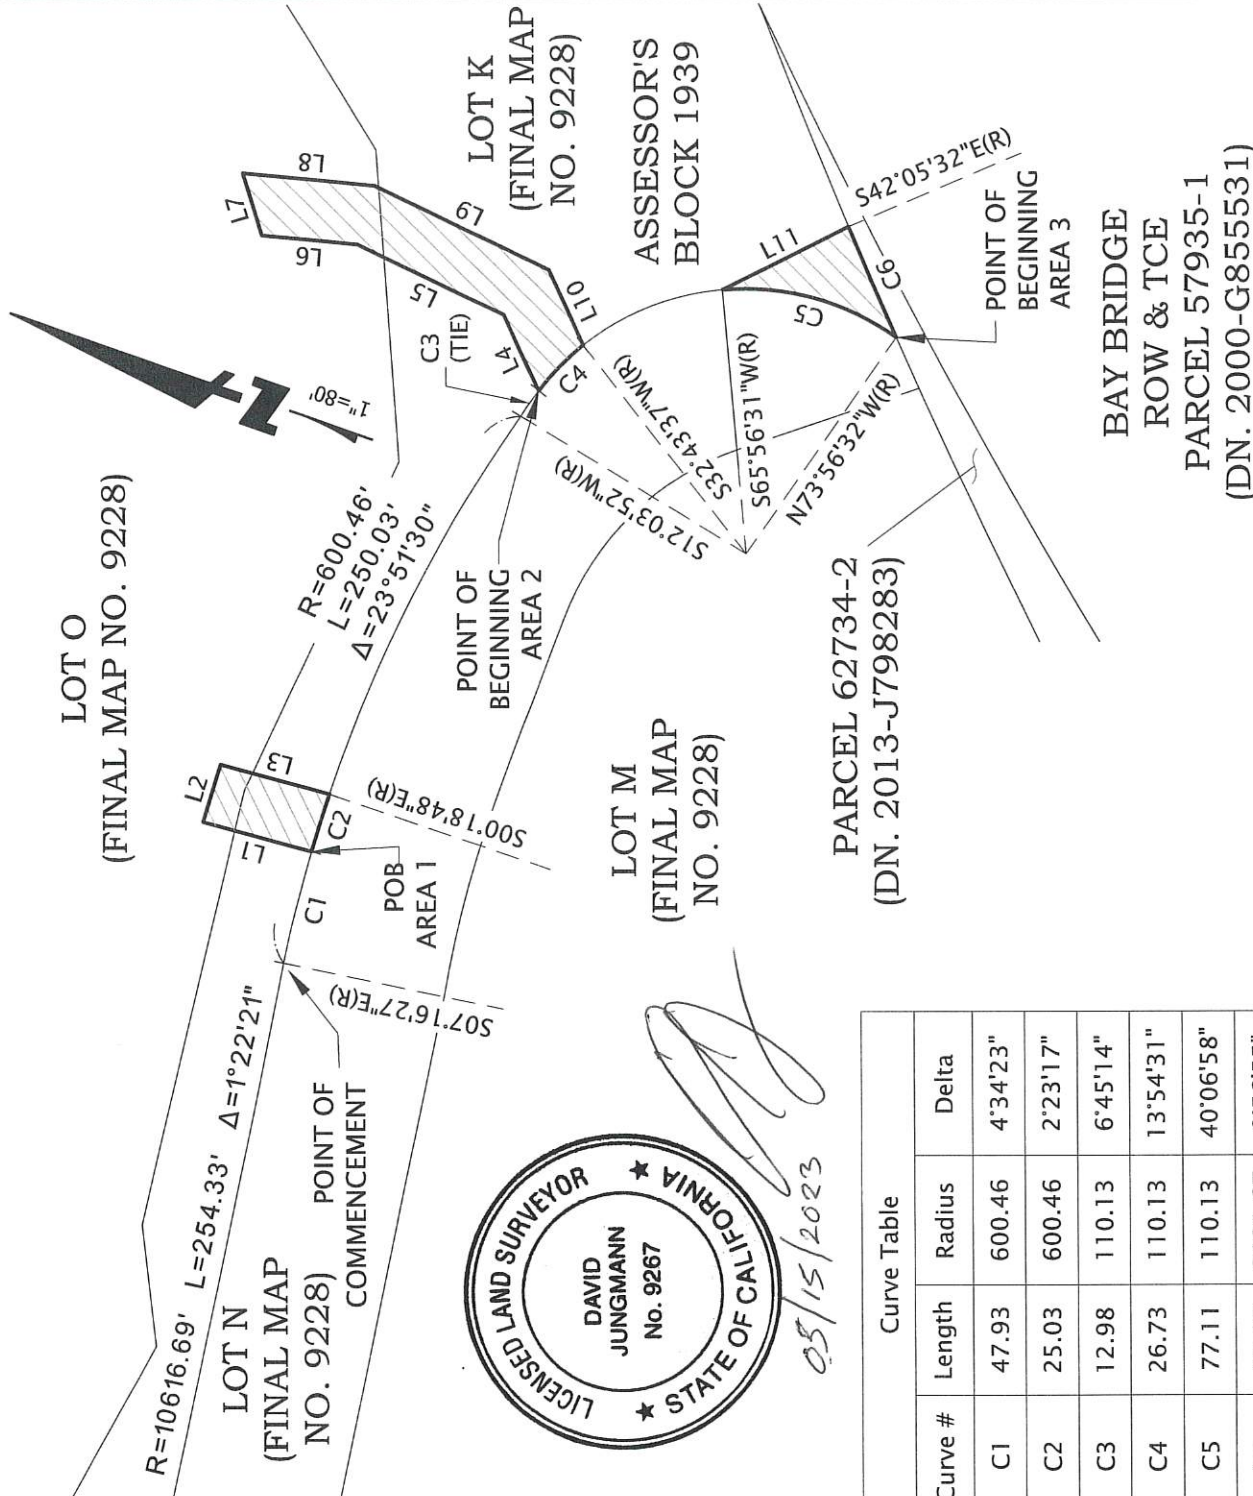 LOT O
(FINAL MAP NO. 9228)
LOT K
(FINAL MAP
NO. 9228)
ASSESSOR'S
BLOCK 1939
1"=80'
N
L1
L2
L3
L4
L5
L6
L7
L8
L9
L10
L11
C1
C2
C3
(TIE)
C4
C5
C6
R=600.46'
L=250.03'
Δ=23°51'30"
R=10616.69' L=254.33' Δ=1°22'21"
S07°16'27"E(R)
S00°18'48"E(R)
S12°03'52"W(R)
S32°43'37"W(R)
S65°56'31"W(R)
N73°56'32"W(R)
S42°05'32"E(R)
POB
AREA 1
POINT OF
BEGINNING
AREA 2
POINT OF
BEGINNING
AREA 3
POINT OF
COMMENCEMENT
LOT N
(FINAL MAP
NO. 9228)
LOT M
(FINAL MAP
NO. 9228)
PARCEL 62734-2
(DN. 2013-J798283)
BAY BRIDGE
ROW & TCE
PARCEL 57935-1
(DN. 2000-G855531)
LICENSED LAND SURVEYOR
DAVID
JUNGMANN
No. 9267
STATE OF CALIFORNIA
03/15/2023
Curve Table
Curve # Length Radius Delta
C1 47.93 600.46 4°34'23"
C2 25.03 600.46 2°23'17"
C3 12.98 110.13 6°45'14"
C4 26.73 110.13 13°54'31"
C5 77.11 110.13 40°06'58"